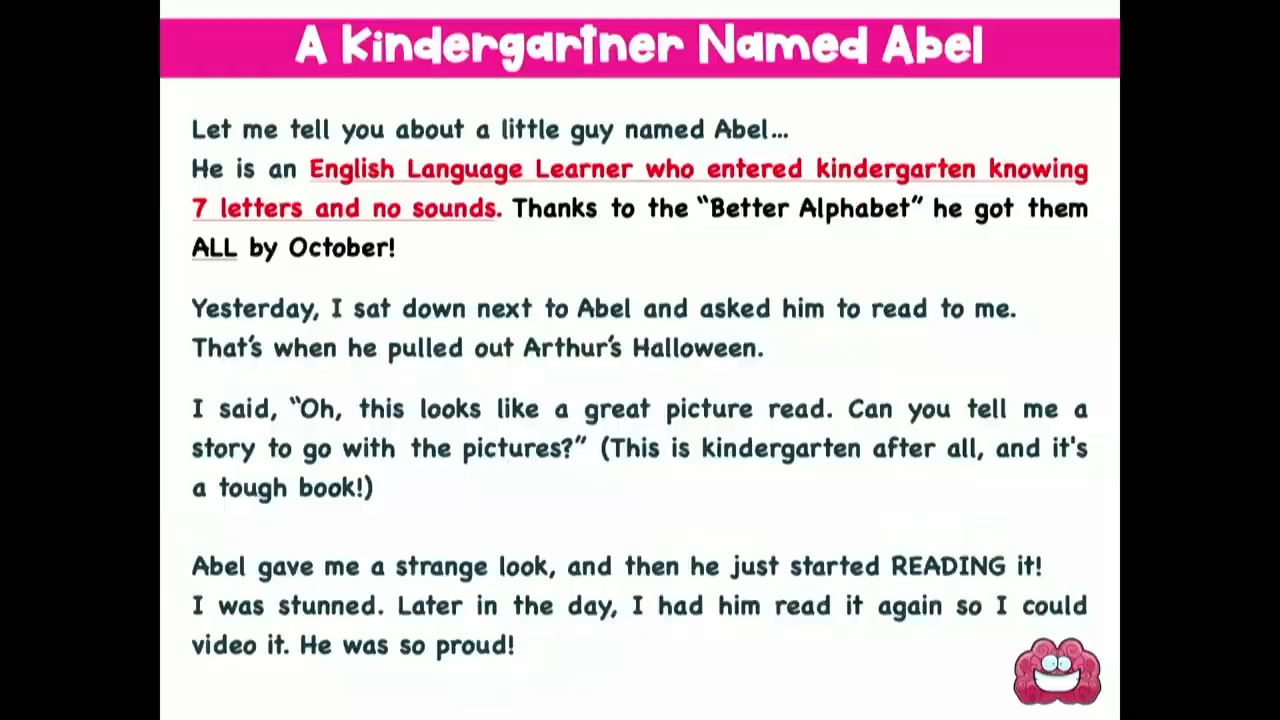 A Kindergartner Named Abel
Let me tell you about a little guy named Abel...
He is an English Language Learner who entered kindergarten knowing
7 letters and no sounds. Thanks to the “Better Alphabet” he got them
ALL by October!
Yesterday, I sat down next to Abel and asked him to read to me.
That’s when he pulled out Arthur’s Halloween.
I said, “Oh, this looks like a great picture read. Can you tell me a
story to go with the pictures?” (This is kindergarten after all, and it's
a tough book!)
Abel gave me a strange look, and then he just started READING it!
I was stunned. Later in the day, I had him read it again so I could
video it. He was so proud!